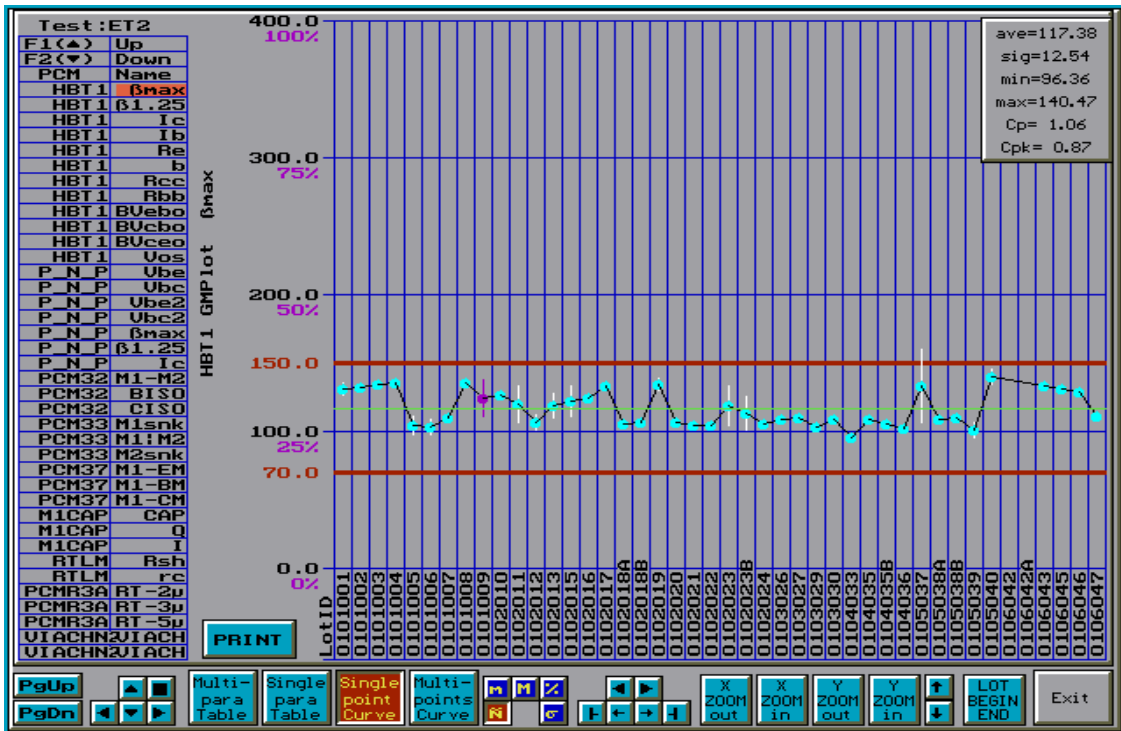 Test:ET2
F1(▲) Up
F2(▼) Down
PCM Name
HBT1 βmax
HBT1 β1.25
HBT1 Ic
HBT1 Ib
HBT1 Re
HBT1 b
HBT1 Rcc
HBT1 Rbb
HBT1 BVebo
HBT1 BVcbo
HBT1 BVceo
HBT1 Vos
P_N_P Vbe
P_N_P Vbc
P_N_P Vbe2
P_N_P Vbc2
P_N_P βmax
P_N_P β1.25
P_N_P Ic
PCM32 M1-M2
PCM32 BISO
PCM32 CISO
PCM33 M1snk
PCM33 M1¦M2
PCM33 M2snk
PCM37 M1-EM
PCM37 M1-BM
PCM37 M1-CM
M1CAP CAP
M1CAP Q
M1CAP I
RTLM Rsh
RTLM rc
PCMR3A RT-2μ
PCMR3A RT-3μ
PCMR3A RT-5μ
VIACHN2VIACH
VIACHN2VIACH
HBT1 GMPlot βmax
400.0
100%
300.0
75%
200.0
50%
150.0
100.0
25%
70.0
0.0
0%
ave=117.38
sig=12.54
min=96.36
max=140.47
Cp= 1.06
Cpk= 0.87
LotID
0101001
0101002
0101003
0101004
0101005
0101006
0101007
0101008
0101009
0102010
0102011
0102012
0102013
0102015
0102016
0102017
0102018A
0102018B
0102019
0102020
0102021
0102022
0102023
0102023B
0102024
0103026
0103027
0103029
0103030
0104033
0104035
0104035B
0104036
0105037
0105038A
0105038B
0105039
0105040
0106042
0106042A
0106043
0106045
0106046
0106047
PRINT
PgUp
PgDn
Multi-
para
Table
Single
para
Table
Single
point
Curve
Multi-
points
Curve
m M %
Ñ σ
X
ZOOM
out
X
ZOOM
in
Y
ZOOM
out
Y
ZOOM
in
LOT
BEGIN
END
Exit